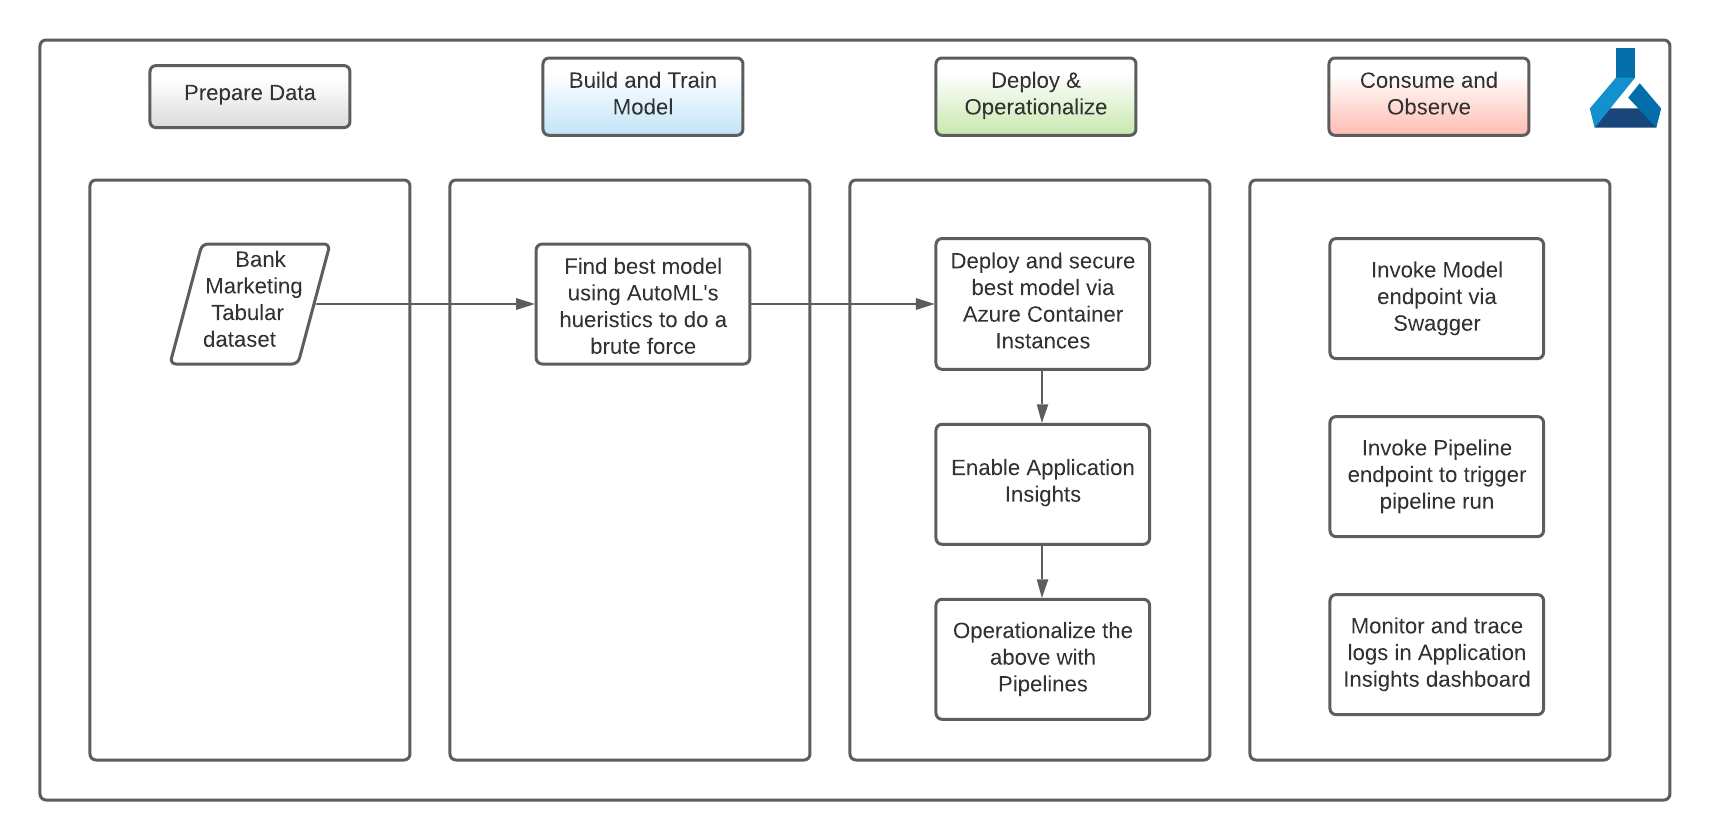 Prepare Data
Build and Train
Model
Deploy &
Operationalize
Consume and
Observe
Bank
Marketing
Tabular
dataset
Find best model
using AutoML's
hueristics to do a
brute force
Deploy and secure
best model via
Azure Container
Instances
Enable Application
Insights
Operationalize the
above with
Pipelines
Invoke Model
endpoint via
Swagger
Invoke Pipeline
endpoint to trigger
pipeline run
Monitor and trace
logs in Application
Insights dashboard